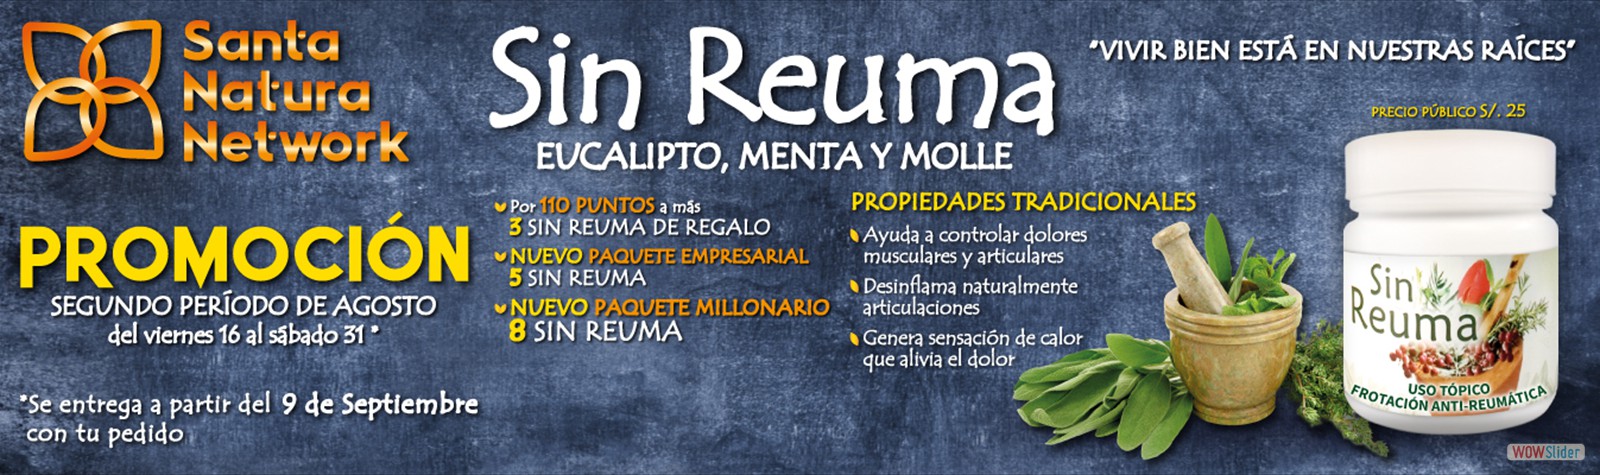 Santa
Natura
Network
Sin Reuma
EUCALIPTO, MENTA Y MOLLE
"VIVIR BIEN ESTÁ EN NUESTRAS RAÍCES"
PRECIO PÚBLICO S/. 25
PROMOCIÓN
SEGUNDO PERÍODO DE AGOSTO
del viernes 16 al sábado 31 *
*Se entrega a partir del 9 de Septiembre
con tu pedido
Por 110 PUNTOS a más
3 SIN REUMA DE REGALO
NUEVO PAQUETE EMPRESARIAL
5 SIN REUMA
NUEVO PAQUETE MILLONARIO
8 SIN REUMA
PROPIEDADES TRADICIONALES
Ayuda a controlar dolores
musculares y articulares
Desinflama naturalmente
articulaciones
Genera sensación de calor
que alivia el dolor
Sin
Reuma
USO TÓPICO
FROTACIÓN ANTI-REUMÁTICA
WOWSlider